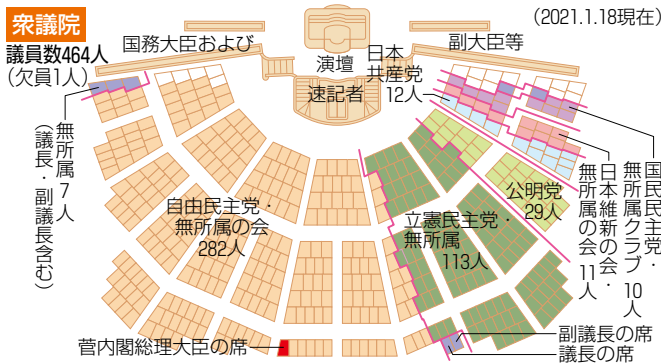 衆議院
議員数464人
(欠員1人)
(2021.1.18現在)
国務大臣および
副大臣等
演壇
速記者
日本
共産党
12人
無所属7人
(議長・副議長含む)
自由民主党・
無所属の会
282人
立憲民主党・
無所属
113人
公明党
29人
国民民主党・
無所属クラブ 10人
日本維新の会・
無所属の会 11人
菅内閣総理大臣の席
副議長の席
議長の席